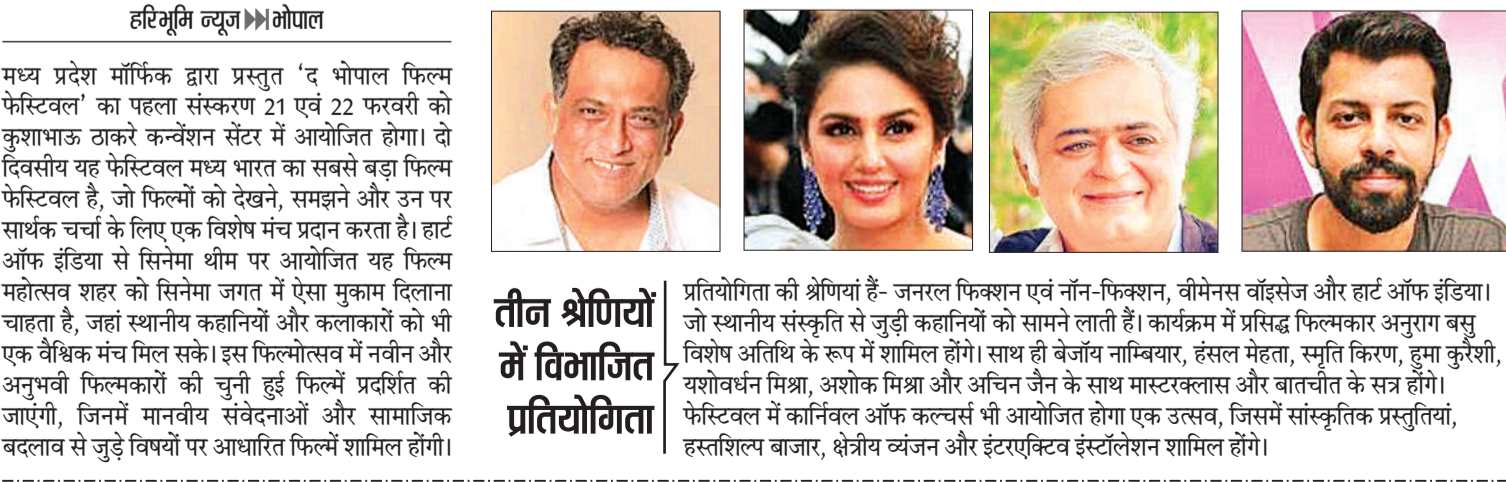 हरिभूमि न्यूज▶▶भोपाल
मध्य प्रदेश मॉर्फिक द्वारा प्रस्तुत ‘द भोपाल फिल्म
फेस्टिवल’ का पहला संस्करण 21 एवं 22 फरवरी को
कुशाभाऊ ठाकरे कन्वेंशन सेंटर में आयोजित होगा। दो
दिवसीय यह फेस्टिवल मध्य भारत का सबसे बड़ा फिल्म
फेस्टिवल है, जो फिल्मों को देखने, समझने और उन पर
सार्थक चर्चा के लिए एक विशेष मंच प्रदान करता है। हार्ट
ऑफ इंडिया से सिनेमा थीम पर आयोजित यह फिल्म
महोत्सव शहर को सिनेमा जगत में ऐसा मुकाम दिलाना
चाहता है, जहां स्थानीय कहानियों और कलाकारों को भी
एक वैश्विक मंच मिल सके। इस फिल्मोत्सव में नवीन और
अनुभवी फिल्मकारों की चुनी हुई फिल्में प्रदर्शित की
जाएंगी, जिनमें मानवीय संवेदनाओं और सामाजिक
बदलाव से जुड़े विषयों पर आधारित फिल्में शामिल होंगी।
तीन श्रेणियों
में विभाजित
प्रतियोगिता
प्रतियोगिता की श्रेणियां हैं- जनरल फिक्शन एवं नॉन-फिक्शन, वीमेनस वॉइसेज और हार्ट ऑफ इंडिया।
जो स्थानीय संस्कृति से जुड़ी कहानियों को सामने लाती हैं। कार्यक्रम में प्रसिद्ध फिल्मकार अनुराग बसु
विशेष अतिथि के रूप में शामिल होंगे। साथ ही बेजॉय नाम्बियार, हंसल मेहता, स्मृति किरण, हुमा कुरैशी,
यशोवर्धन मिश्रा, अशोक मिश्रा और अचिन जैन के साथ मास्टरक्लास और बातचीत के सत्र होंगे।
फेस्टिवल में कार्निवल ऑफ कल्चर्स भी आयोजित होगा एक उत्सव, जिसमें सांस्कृतिक प्रस्तुतियां,
हस्तशिल्प बाजार, क्षेत्रीय व्यंजन और इंटरएक्टिव इंस्टॉलेशन शामिल होंगे।